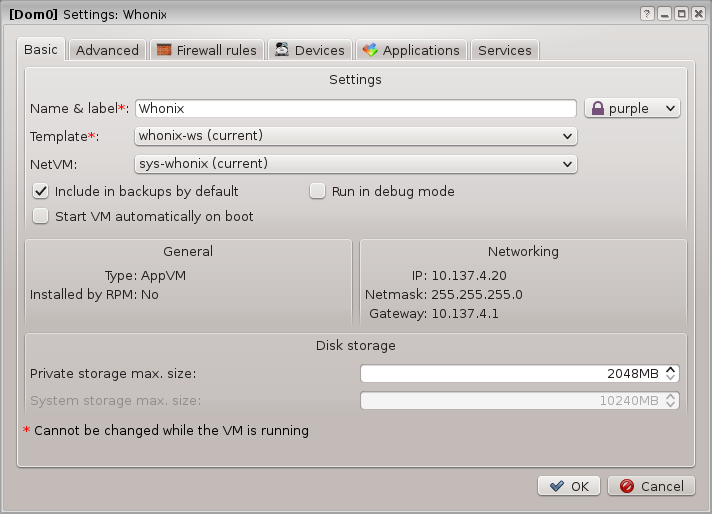 [Dom0] Settings: Whonix
Basic Advanced Firewall rules Devices Applications Services
Settings
Name & label*: Whonix purple
Template*: whonix-ws (current)
NetVM: sys-whonix (current)
Include in backups by default Run in debug mode
Start VM automatically on boot
General Networking
Type: AppVM IP: 10.137.4.20
Installed by RPM: No Netmask: 255.255.255.0
Gateway: 10.137.4.1
Disk storage
Private storage max. size: 2048MB
System storage max. size: 10240MB
* Cannot be changed while the VM is running
OK Cancel